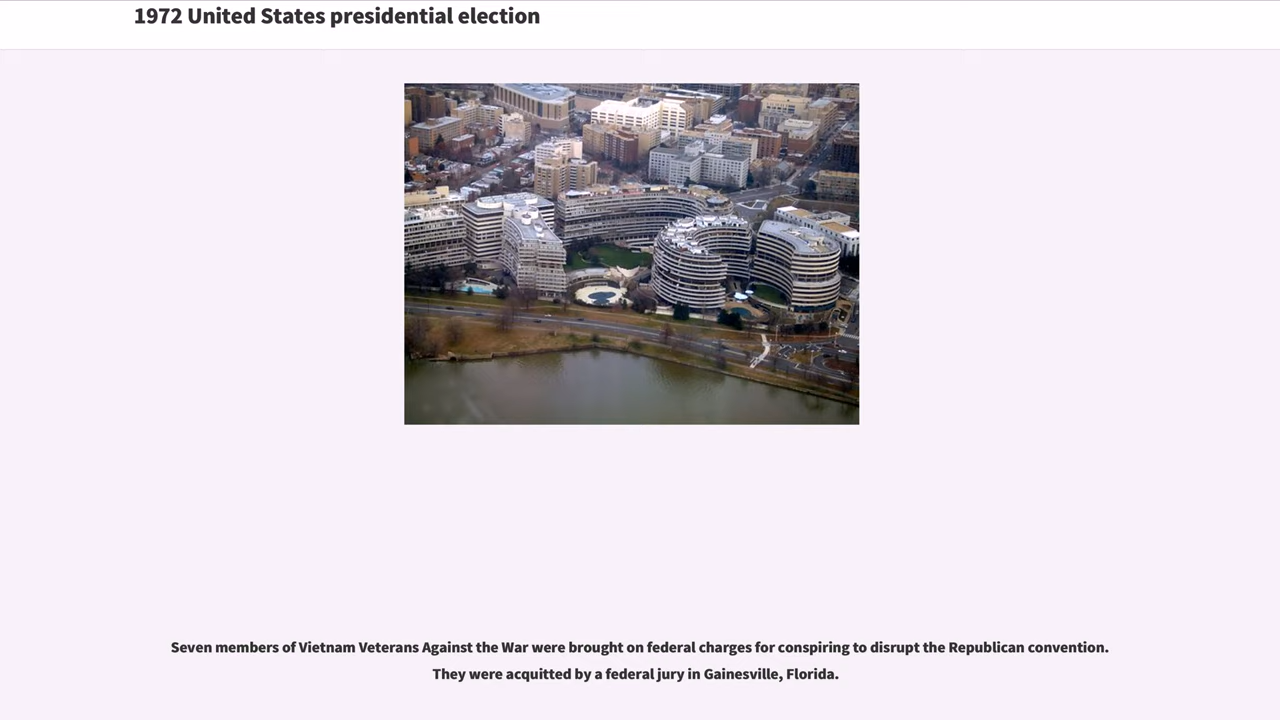 1972 United States presidential election
Seven members of Vietnam Veterans Against the War were brought on federal charges for conspiring to disrupt the Republican convention.
They were acquitted by a federal jury in Gainesville, Florida.